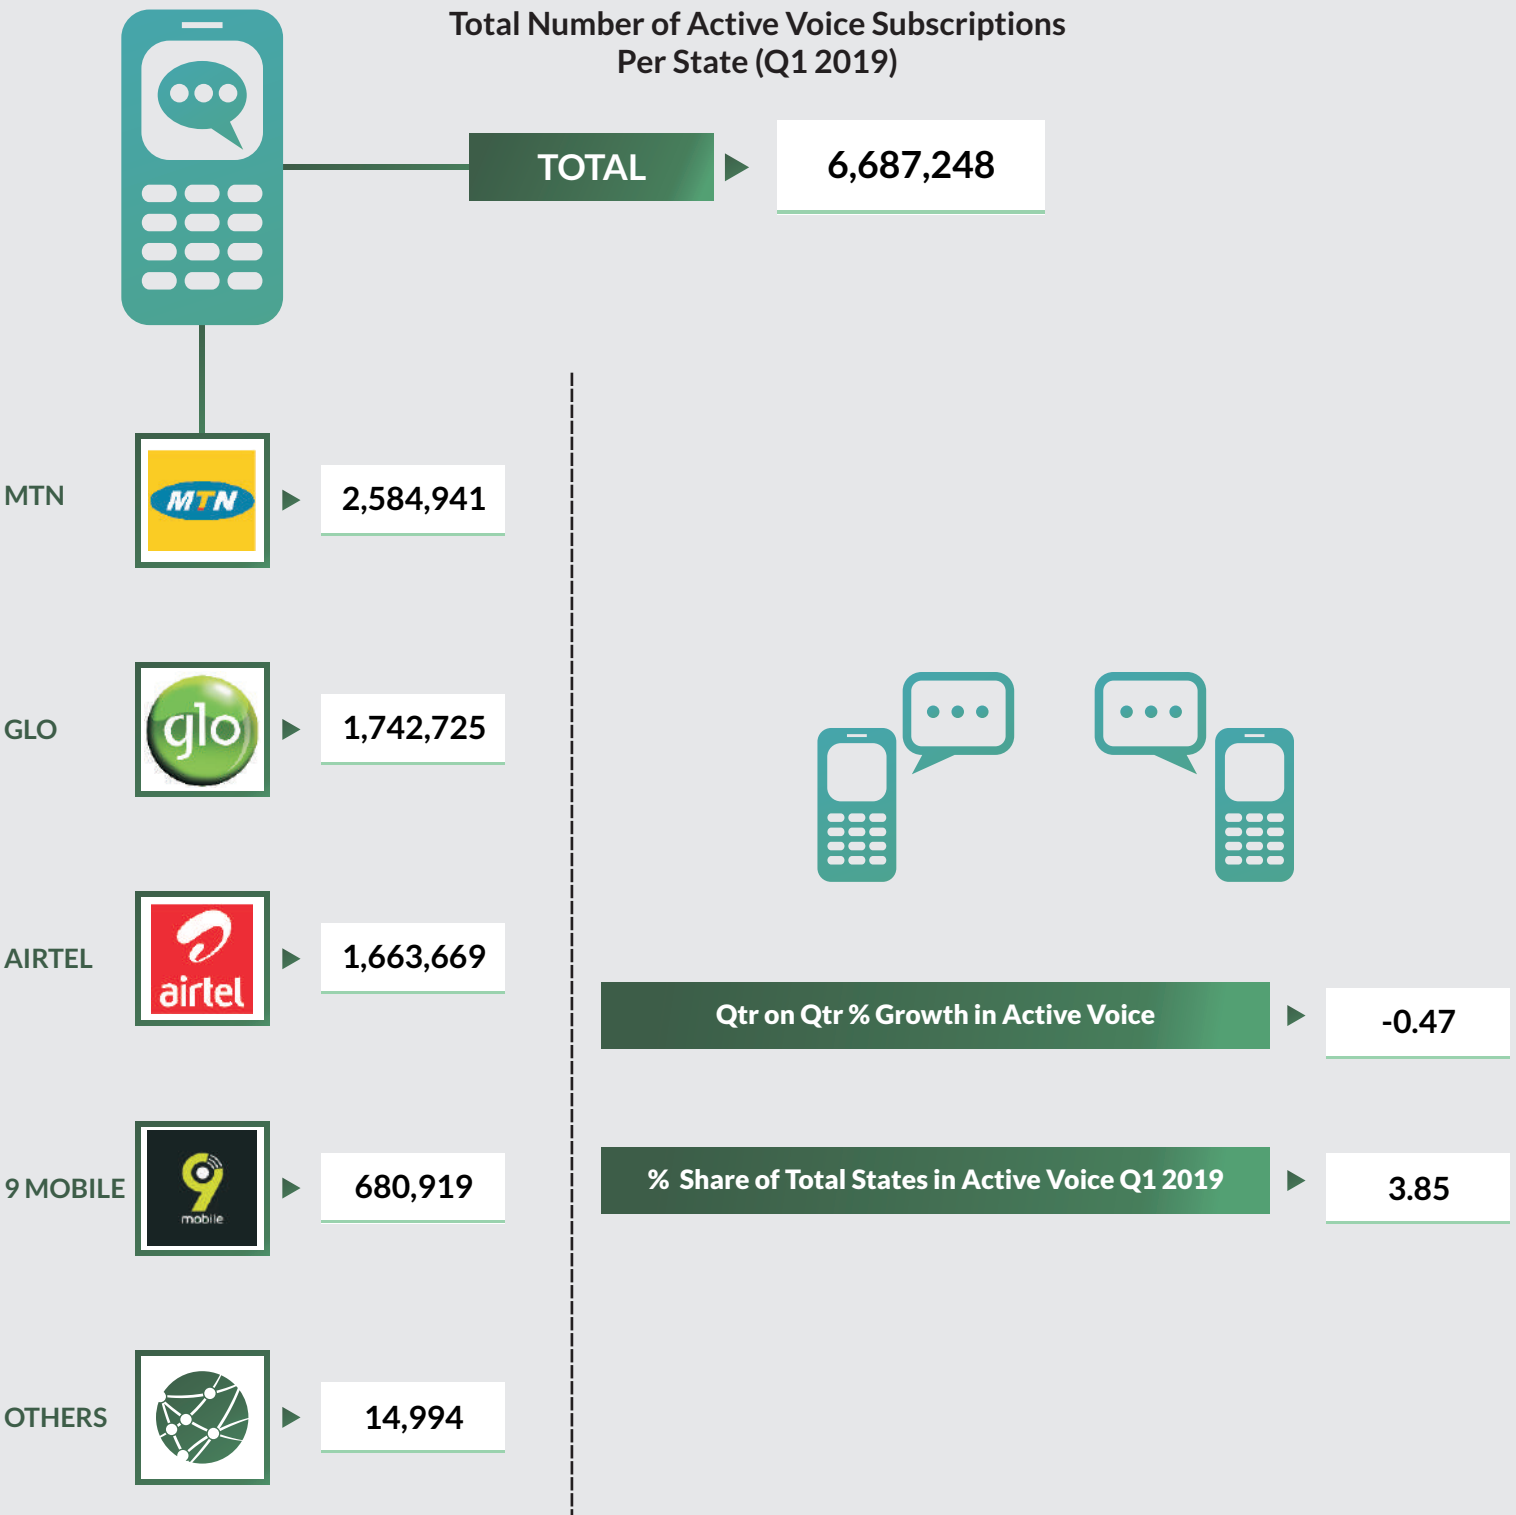 Total Number of Active Voice Subscriptions
Per State (Q1 2019)
TOTAL
6,687,248
MTN
MTN
2,584,941
GLO
glo
1,742,725
AIRTEL
airtel
1,663,669
9 MOBILE
9
mobile
680,919
OTHERS
14,994
Qtr on Qtr % Growth in Active Voice
-0.47
% Share of Total States in Active Voice Q1 2019
3.85